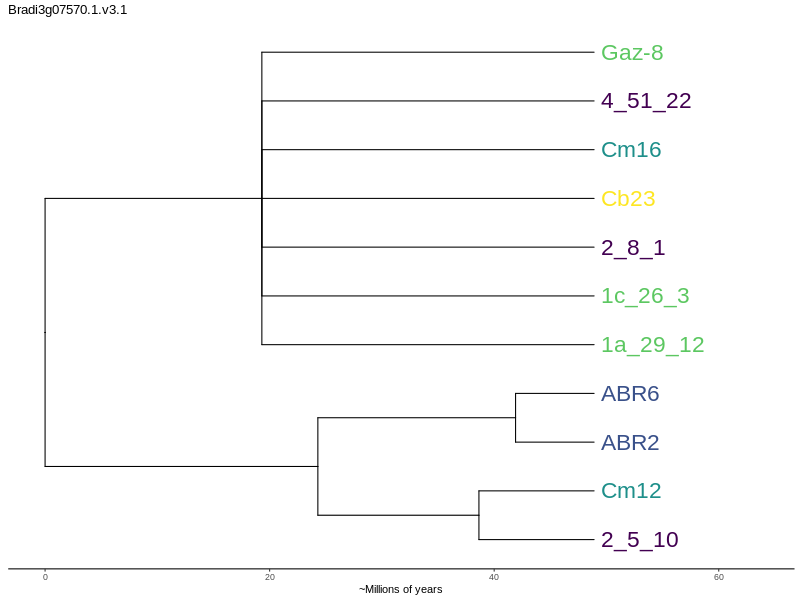 Bradi3g07570.1.v3.1
Gaz-8
4_51_22
Cm16
Cb23
2_8_1
1c_26_3
1a_29_12
ABR6
ABR2
Cm12
2_5_10
0 20 40 60
~Millions of years